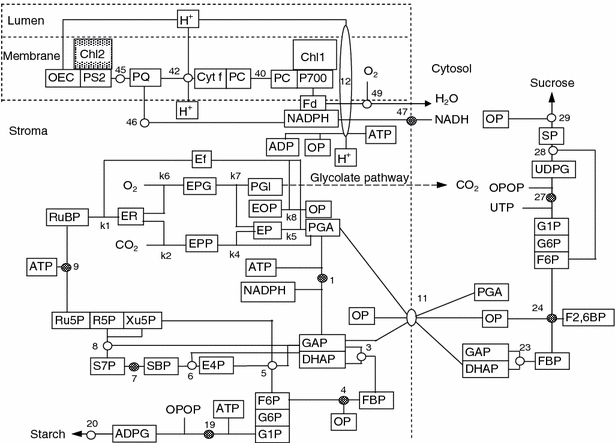 Lumen
H+
Membrane
Chl2
Chl1
OEC PS2 45 PQ 42 Cyt f PC 40 PC P700 12 O2 Cytosol
Fd 49 H2O Sucrose
H+
46 NADPH 47 NADH OP 29
Stroma
ADP OP ATP SP
H+ 28
Ef UDPG
O2 k6 EPG k7 PGl Glycolate pathway CO2 OPOP
27
UTP
EOP k8 OP
RuBP k1 ER EP k5 PGA G1P
CO2 k2 EPP k4 G6P
ATP 9 ATP F6P
1
NADPH 11 PGA
Ru5P R5P Xu5P OP OP 24 F2,6BP
8 GAP 3 GAP 23
S7P 7 SBP 6 E4P 5 DHAP DHAP FBP
F6P 4 FBP
OPOP ATP G6P OP
Starch 20 ADPG 19 G1P